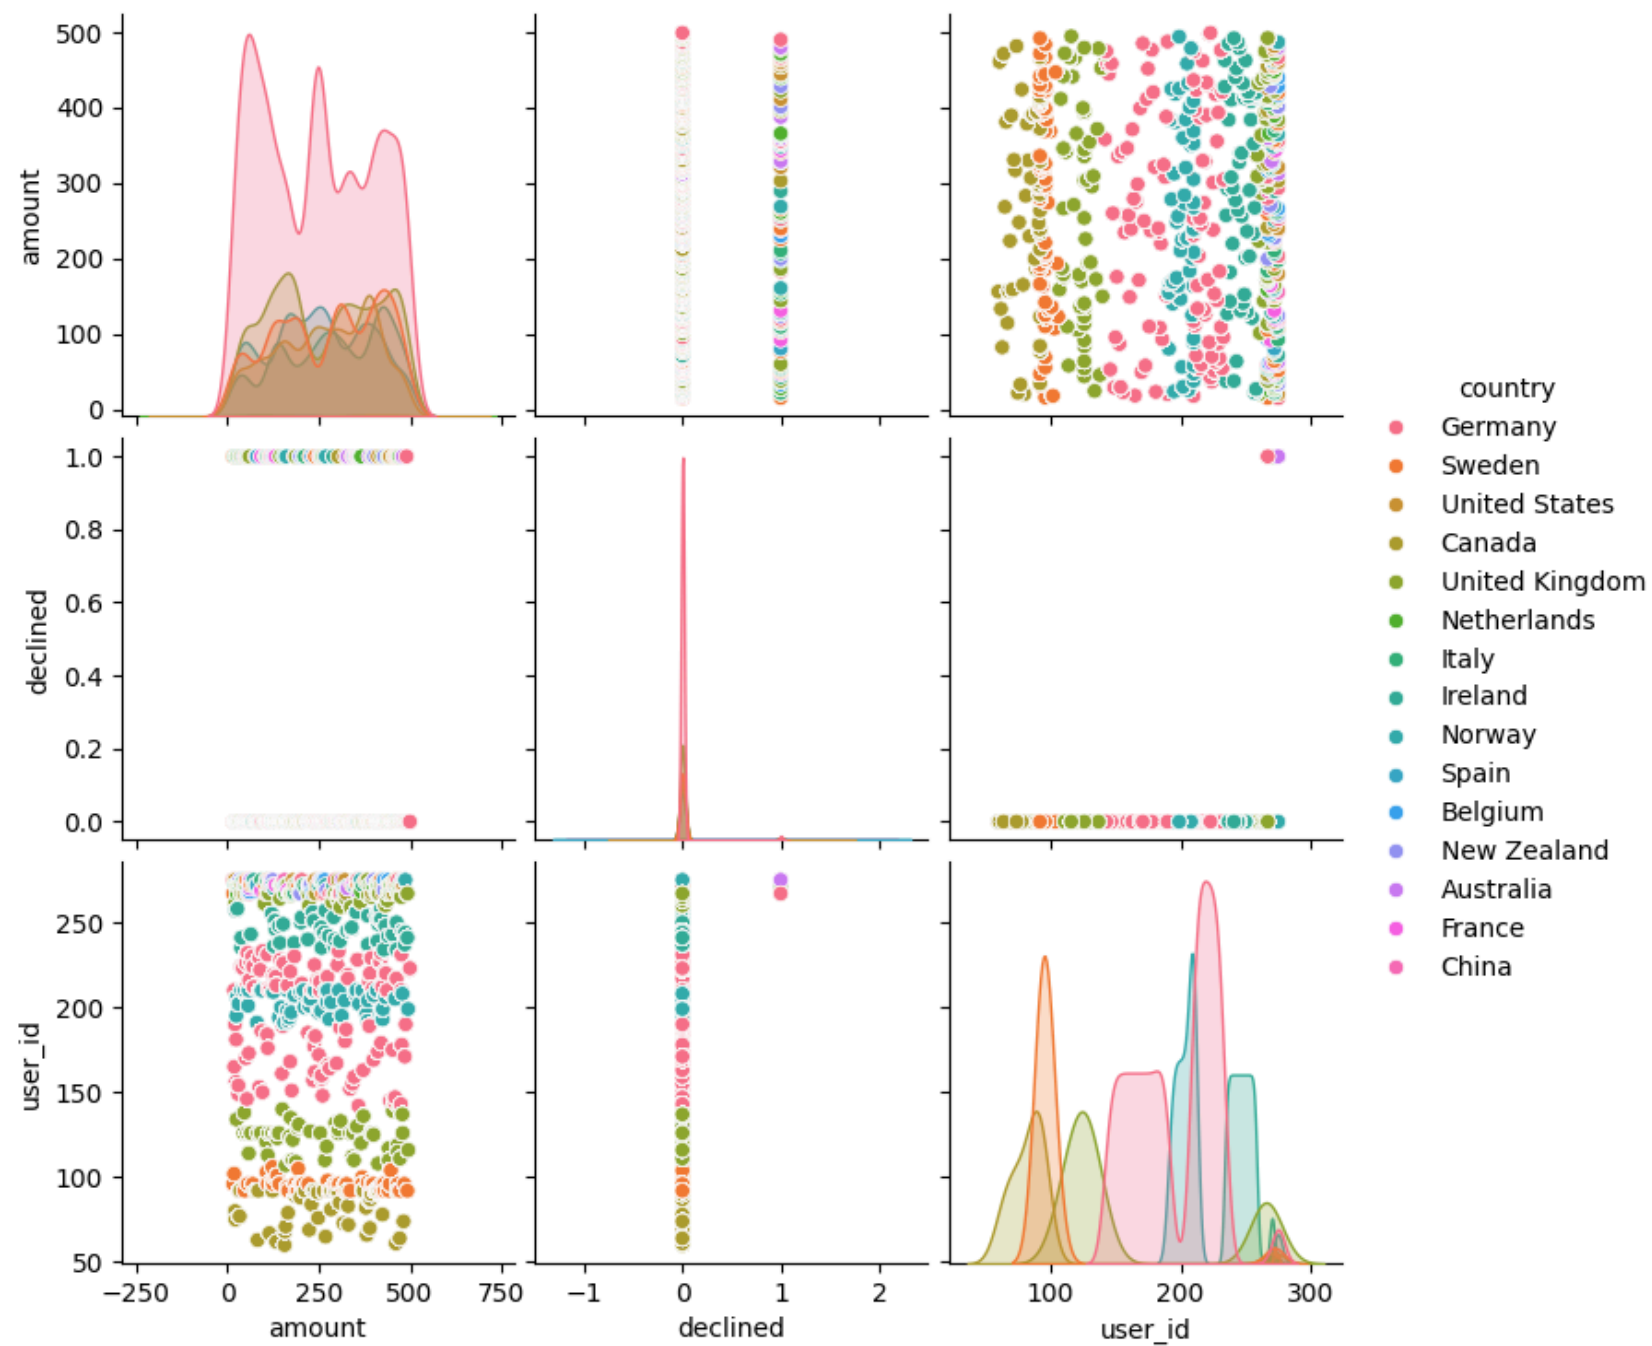 500
400
300
200
100
0
amount
1.0
0.8
0.6
0.4
0.2
0.0
declined
250
200
150
100
50
user_id
−250 0 250 500 750
amount
−1 0 1 2
declined
100 200 300
user_id
country
Germany
Sweden
United States
Canada
United Kingdom
Netherlands
Italy
Ireland
Norway
Spain
Belgium
New Zealand
Australia
France
China